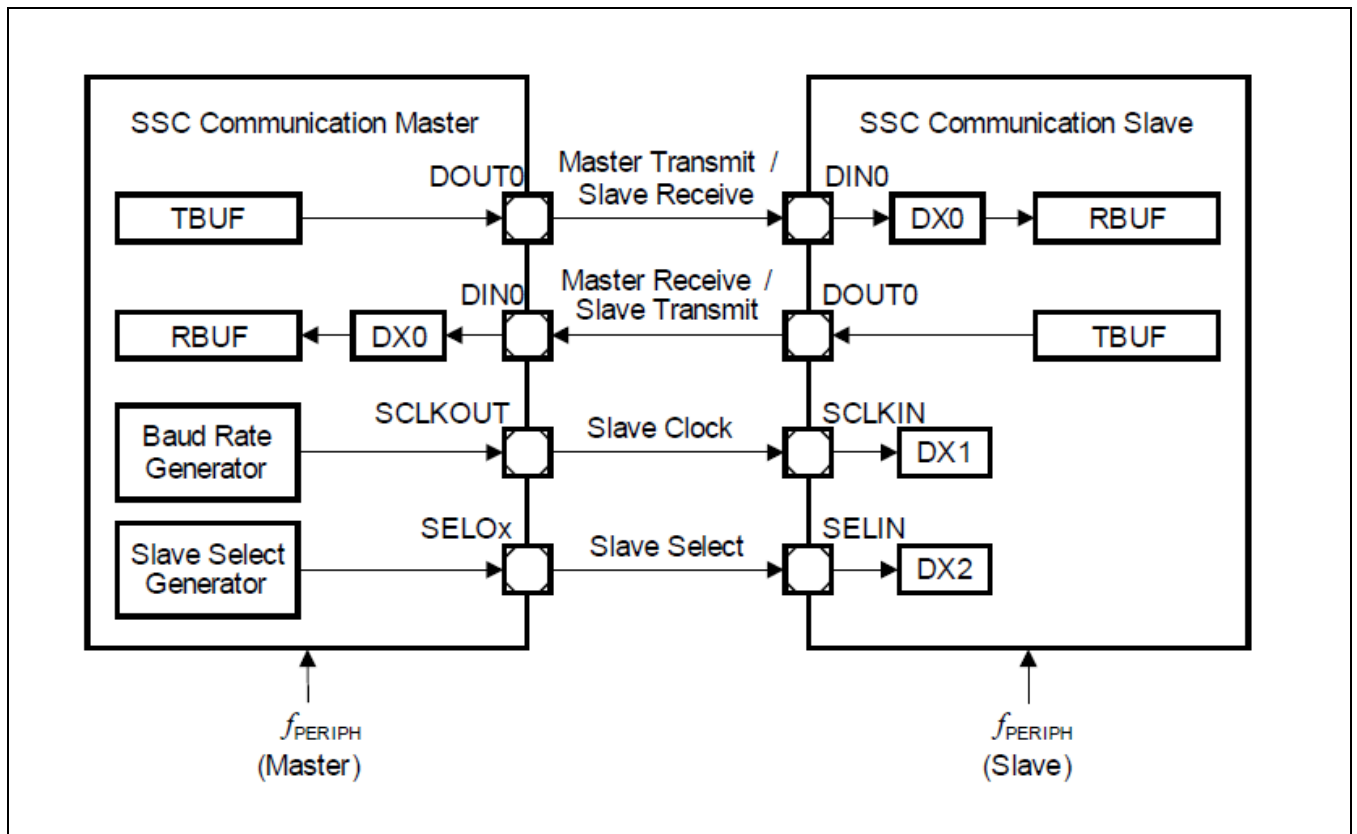 SSC Communication Master
SSC Communication Slave
DOUT0
Master Transmit /
Slave Receive
DIN0
TBUF
DX0
RBUF
DIN0
Master Receive /
Slave Transmit
DOUT0
RBUF
DX0
TBUF
SCLKOUT
Slave Clock
SCLKIN
Baud Rate
Generator
DX1
SELOx
Slave Select
SELIN
Slave Select
Generator
DX2
fPERIPH
(Master)
fPERIPH
(Slave)